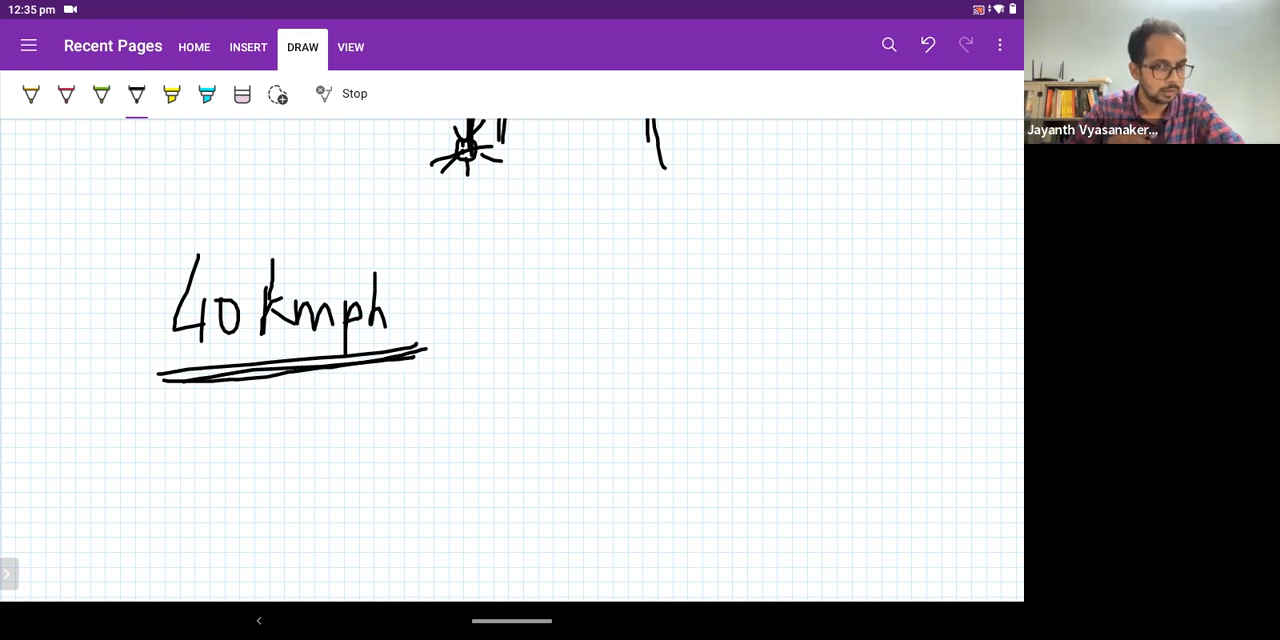 12:35 pm
Recent Pages HOME INSERT DRAW VIEW
Stop
Jayanth Vyasanaker...
40 kmph